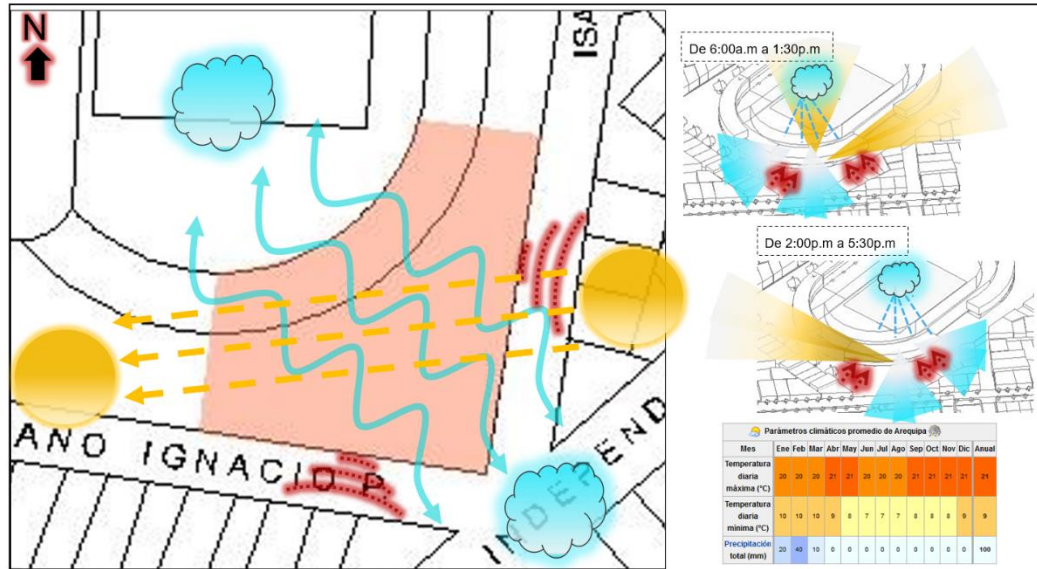 N
ISA
ANO IGNACIO P.
INDEPEND
De 6:00a.m a 1:30p.m
De 2:00p.m a 5:30p.m
Parámetros climáticos promedio de Arequipa
Mes Ene Feb Mar Abr May Jun Jul Ago Sep Oct Nov Dic Anual
Temperatura
diaria
máxima (°C)
20 20 20 21 21 20 20 20 21 21 21 21 21
Temperatura
diaria
mínima (°C)
10 10 10 9 8 7 7 7 8 8 8 9 9
Precipitación
total (mm)
20 40 10 0 0 0 0 0 0 0 0 0 100